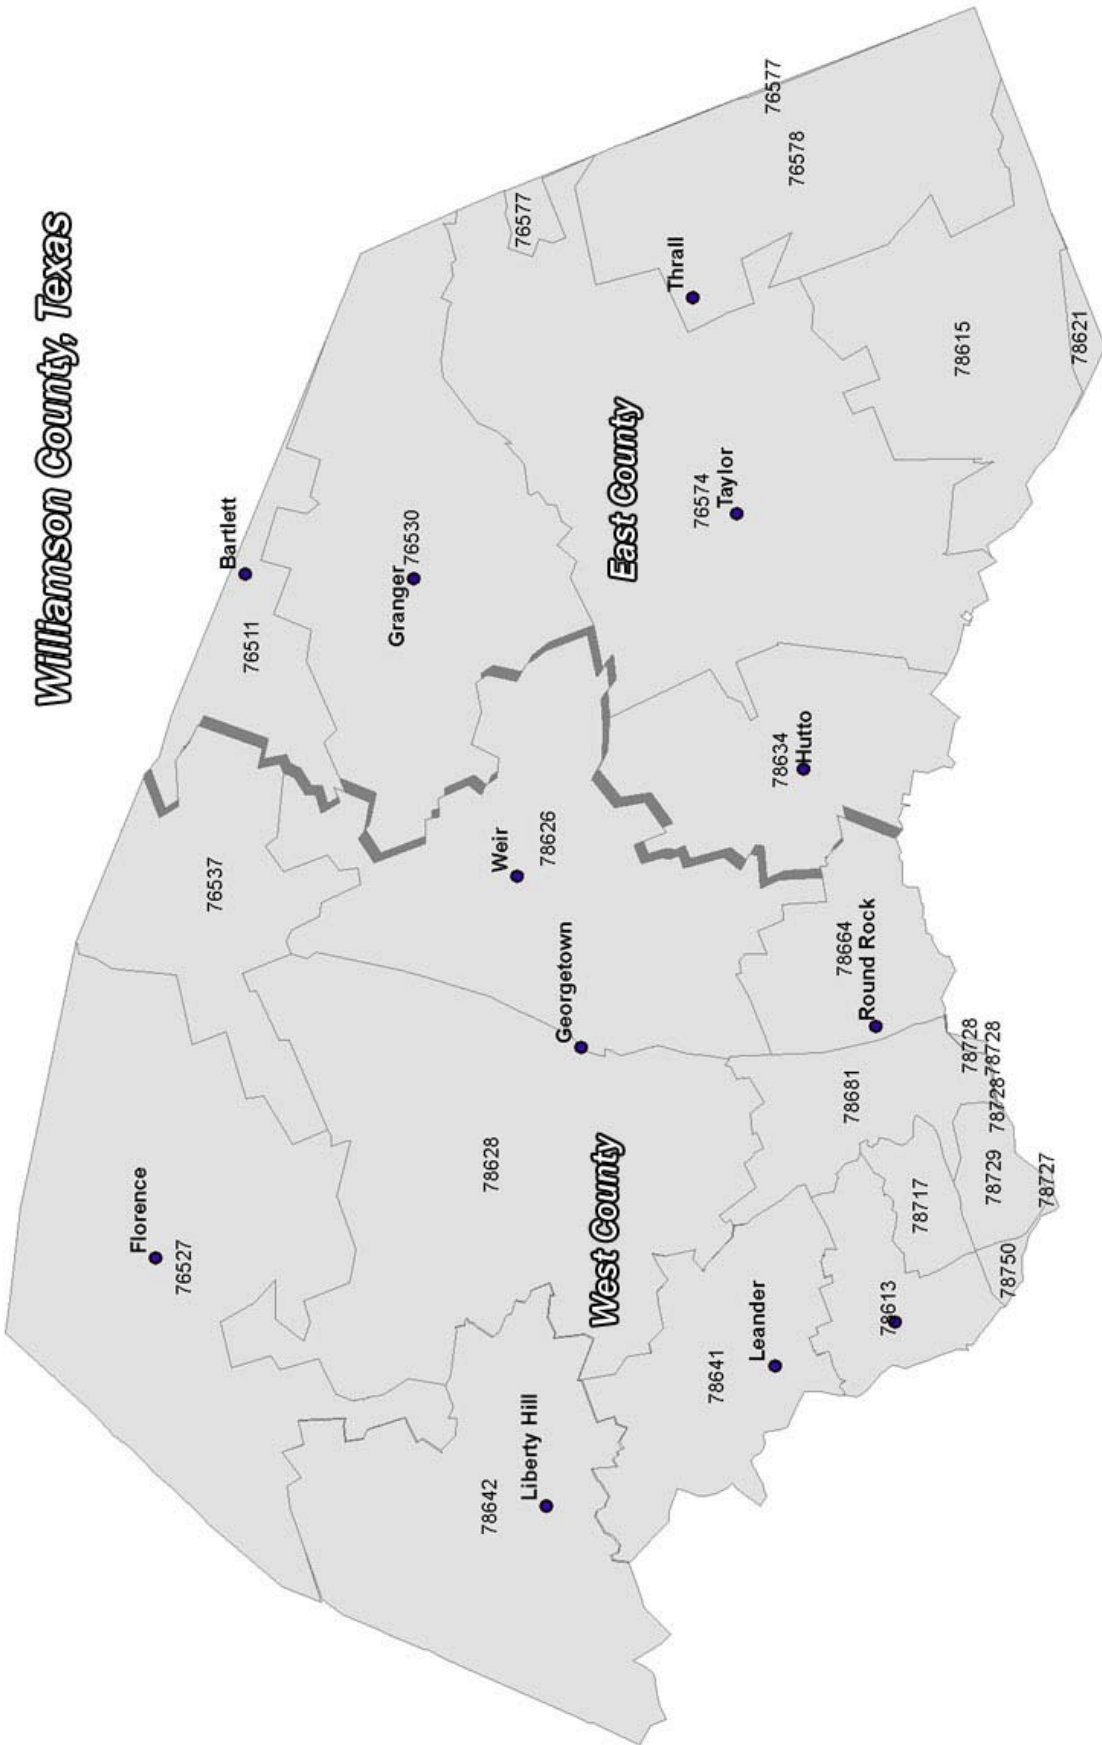 Williamson County, Texas
Florence
76527
76537
76511
Bartlett
Granger
76530
76577
76577
76578
Thrall
78628
Weir
78626
Georgetown
Liberty Hill
78642
West County
East County
76574
Taylor
78634
Hutto
78664
Round Rock
78681
78641
Leander
78613
78717
78729
78728
78728
78728
78727
78750
78615
78621